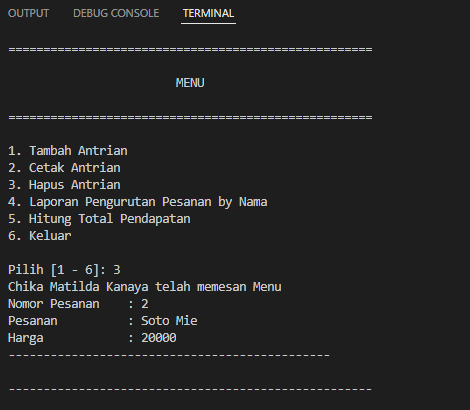 OUTPUT DEBUG CONSOLE TERMINAL
====================================================
MENU
====================================================
1. Tambah Antrian
2. Cetak Antrian
3. Hapus Antrian
4. Laporan Pengurutan Pesanan by Nama
5. Hitung Total Pendapatan
6. Keluar
Pilih [1 - 6]: 3
Chika Matilda Kanaya telah memesan Menu
Nomor Pesanan : 2
Pesanan : Soto Mie
Harga : 20000
----------------------------------------------
----------------------------------------------------